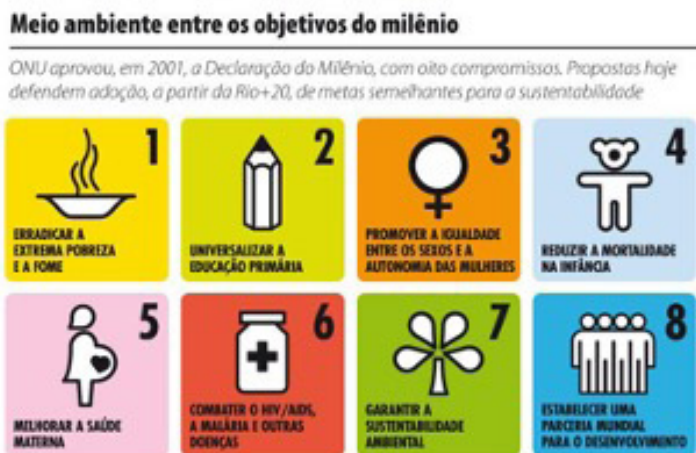 Meio ambiente entre os objetivos do milênio
ONU aprovou, em 2001, a Declaração do Milênio, com oito compromissos. Propostas hoje
defendem adoção, a partir da Rio+20, de metas semelhantes para a sustentabilidade
1
ERRADICAR A
EXTREMA POBREZA
E A FOME
2
UNIVERSALIZAR A
EDUCAÇÃO PRIMÁRIA
3
PROMOVER A IGUALDADE
ENTRE OS SEXOS E A
AUTONOMIA DAS MULHERES
4
REDUZIR A MORTALIDADE
NA INFÂNCIA
5
MELHORAR A SAÚDE
MATERNA
6
COMBATER O HIV/AIDS,
A MALÁRIA E OUTRAS
DOENÇAS
7
GARANTIR A
SUSTENTABILIDADE
AMBIENTAL
8
ESTABELECER UMA
PARCERIA MUNDIAL
PARA O DESENVOLVIMENTO